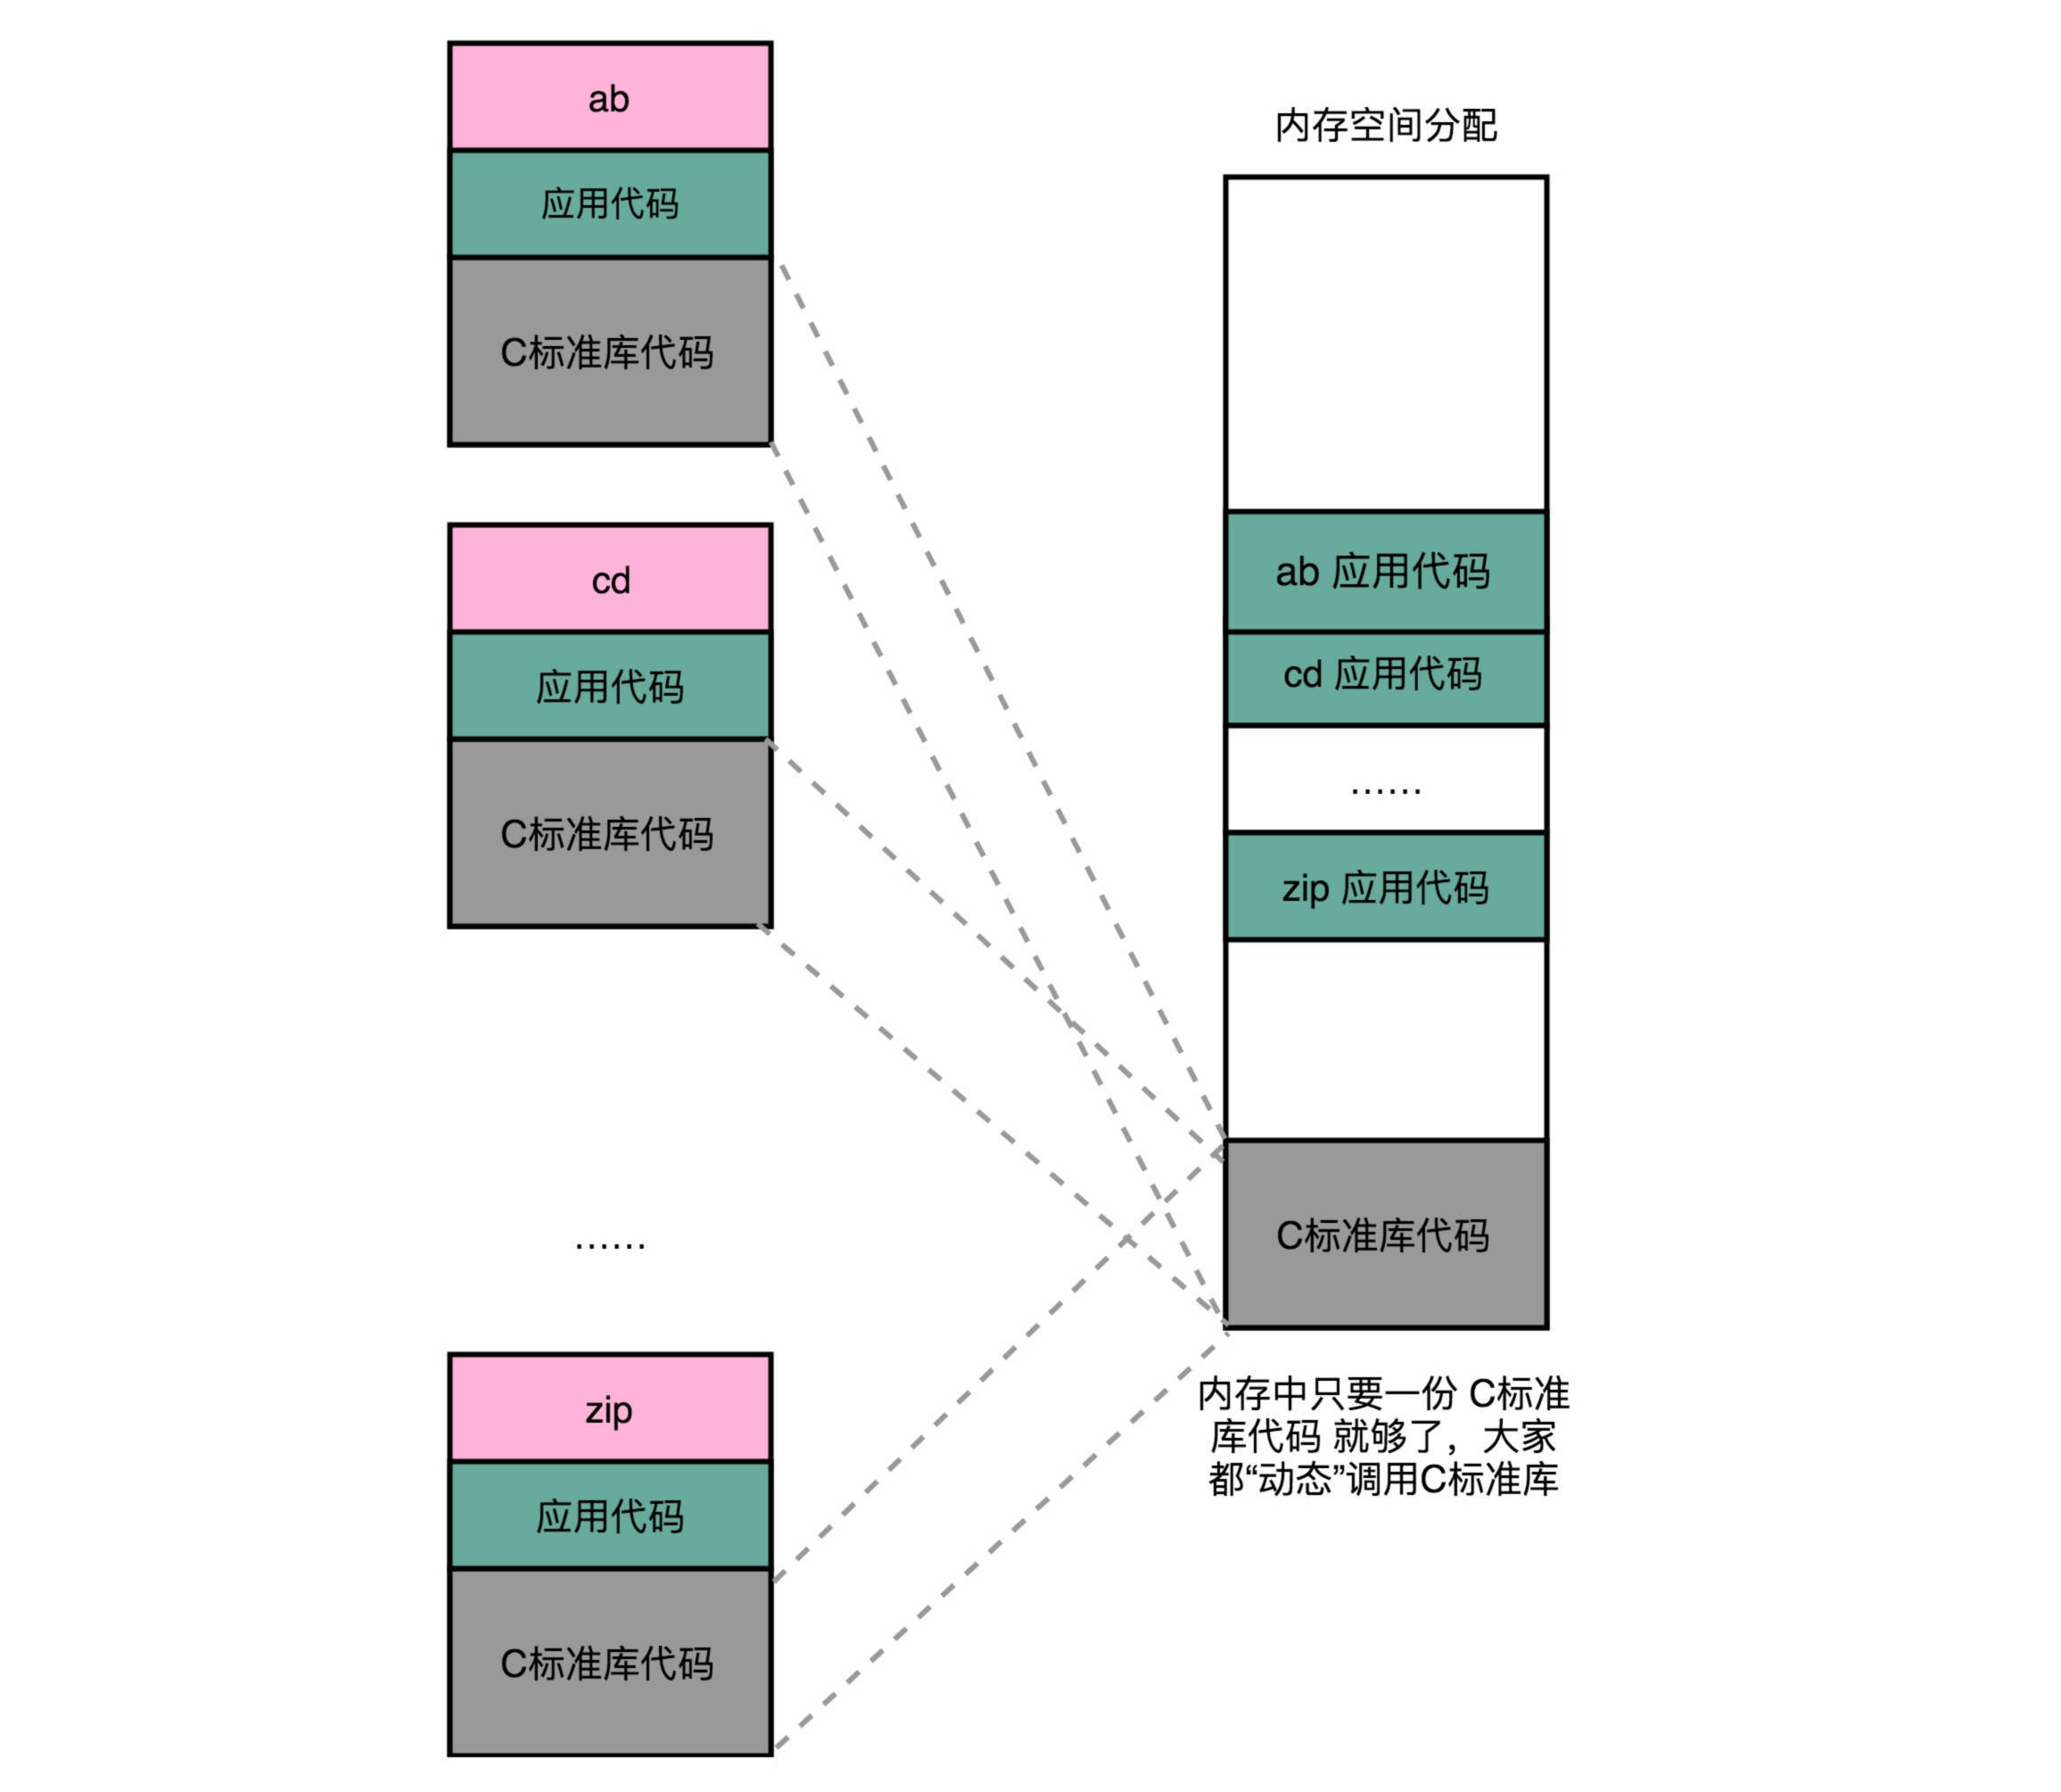 ab
应用代码
C标准库代码
cd
应用代码
C标准库代码
......
zip
应用代码
C标准库代码
内存空间分配
ab 应用代码
cd 应用代码
......
zip 应用代码
C标准库代码
内存中只要一份 C标准
库代码 就够了，大家
都“动态”调用C标准库